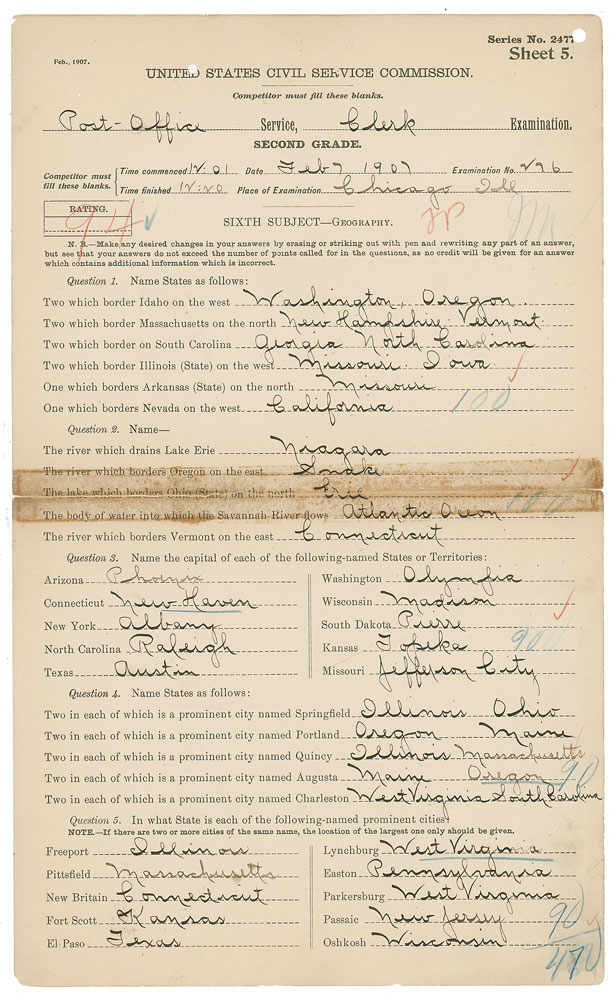 Series No. 2477
Sheet 5.
Feb., 1907.
UNITED STATES CIVIL SERVICE COMMISSION.
Competitor must fill these blanks.
Post-Office Service, Clerk Examination.
SECOND GRADE.
Competitor must fill these blanks.
Time commenced 12.01 Date Feb 7 1907 Examination No. 276
Time finished 12.20 Place of Examination Chicago Ill
RATING.
94
SIXTH SUBJECT—GEOGRAPHY.
N. B.—Make any desired changes in your answers by erasing or striking out with pen and rewriting any part of an answer,
but see that your answers do not exceed the number of points called for in the questions, as no credit will be given for an answer
which contains additional information which is incorrect.
Question 1. Name States as follows:
Two which border Idaho on the west Washington, Oregon.
Two which border Massachusetts on the north New Hampshire. Vermont
Two which border on South Carolina Georgia North Carolina
Two which border Illinois (State) on the west Missouri. Iowa
One which borders Arkansas (State) on the north Missouri
One which borders Nevada on the west California 100
Question 2. Name—
The river which drains Lake Erie Niagara
The river which borders Oregon on the east Snake
The lake which borders Ohio (State) on the north Erie 100
The body of water into which the Savannah River flows Atlantic Ocean
The river which borders Vermont on the east Connecticut
Question 3. Name the capital of each of the following-named States or Territories:
Arizona Phoenix
Connecticut New Haven
New York Albany
North Carolina Raleigh
Texas Austin
Washington Olympia
Wisconsin Madison
South Dakota Pierre
Kansas Topeka 90
Missouri Jefferson City
Question 4. Name States as follows:
Two in each of which is a prominent city named Springfield Illinois Ohio
Two in each of which is a prominent city named Portland Oregon Maine
Two in each of which is a prominent city named Quincy Illinois Massachusetts
Two in each of which is a prominent city named Augusta Maine Oregon 90
Two in each of which is a prominent city named Charleston West Virginia South Carolina
Question 5. In what State is each of the following-named prominent cities?
NOTE.—If there are two or more cities of the same name, the location of the largest one only should be given.
Freeport Illinois
Pittsfield Massachusetts
New Britain Connecticut
Fort Scott Kansas
El-Paso Texas
Lynchburg West Virginia
Easton Pennsylvania
Parkersburg West Virginia
Passaic New Jersey 90
Oshkosh Wisconsin
470